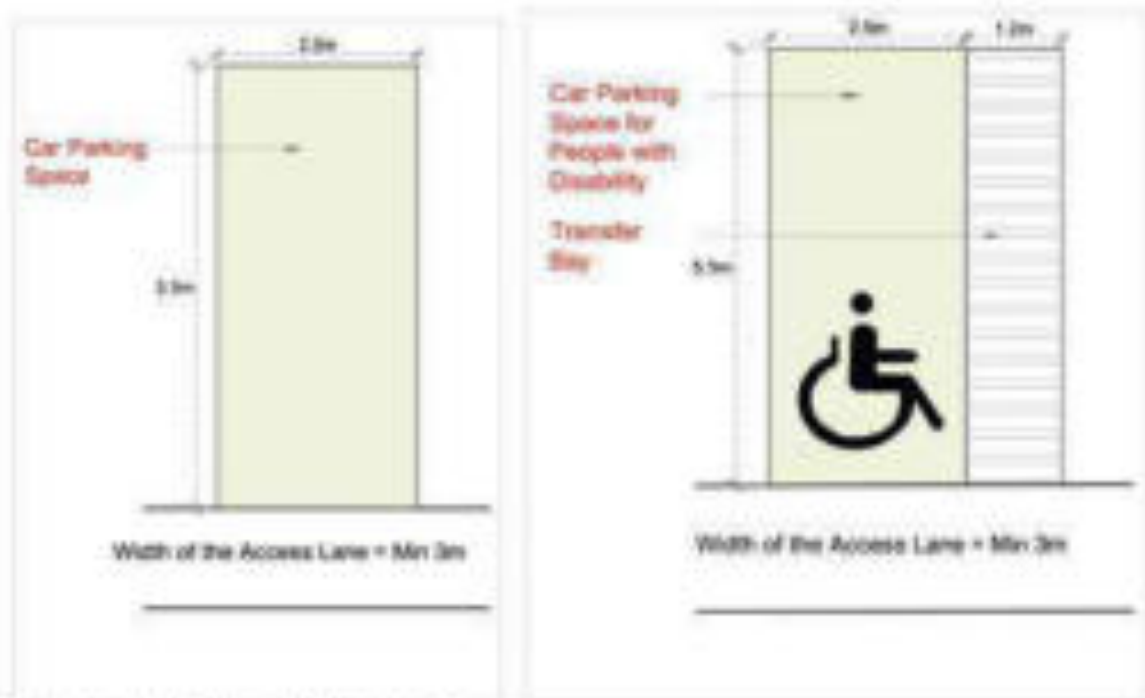 Car Parking
Space
Width of the Access Lane = Min 3m
1.2m
Car Parking
Space for
People with
Disability
Transfer
Bay
Width of the Access Lane = Min 3m